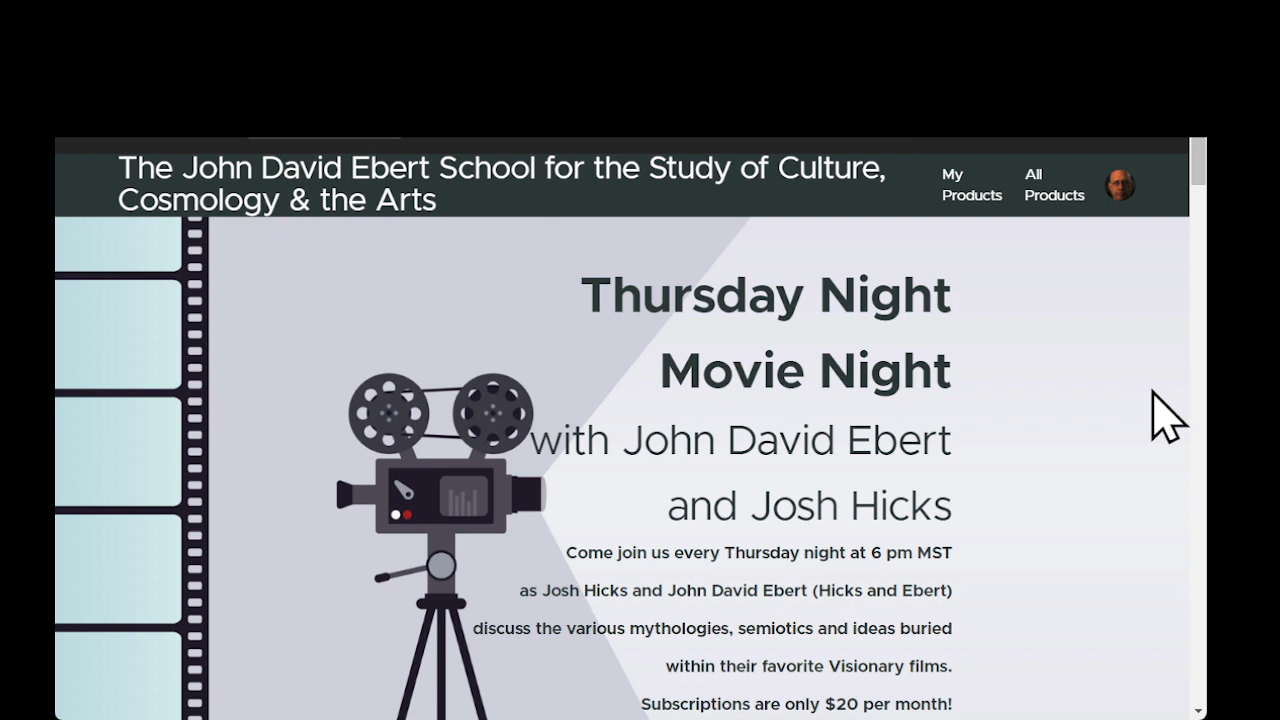 The John David Ebert School for the Study of Culture,
Cosmology & the Arts
My
Products
All
Products
Thursday Night
Movie Night
with John David Ebert
and Josh Hicks
Come join us every Thursday night at 6 pm MST
as Josh Hicks and John David Ebert (Hicks and Ebert)
discuss the various mythologies, semiotics and ideas buried
within their favorite Visionary films.
Subscriptions are only $20 per month!